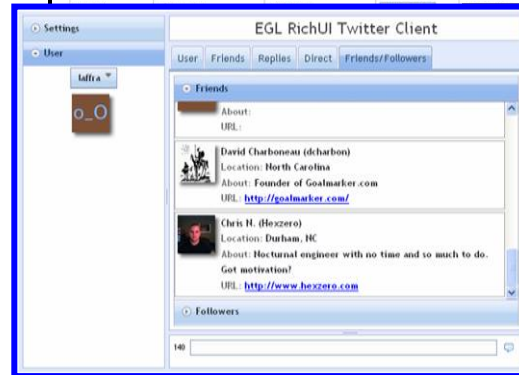 Settings
User
laffra
o_O
EGL RichUI Twitter Client
User Friends Replies Direct Friends/Followers
Friends
About:
URL:
David Charboneau (dcharbon)
Location: North Carolina
About: Founder of Goalmarker.com
URL: http://goalmarker.com/
Chris N. (Hexzero)
Location: Durham, NC
About: Nocturnal engineer with no time and so much to do.
Got motivation?
URL: http://www.hexzero.com
Followers
140